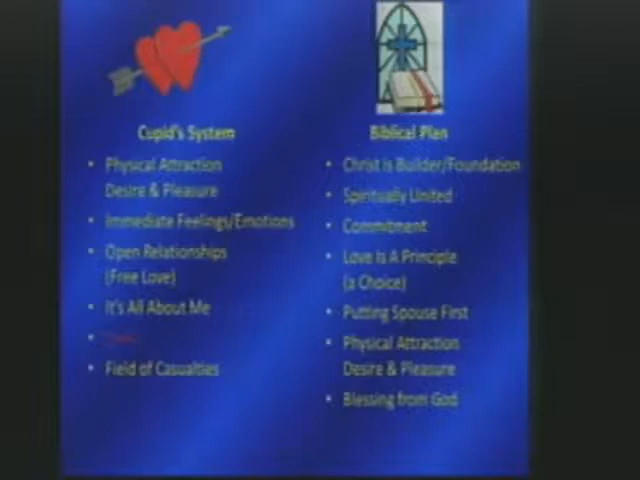 Cupid's System
• Physical Attraction
Desire & Pleasure
• Immediate Feelings/Emotions
• Open Relationships
(Free Love)
• It's All About Me
•
• Field of Casualties
Biblical Plan
• Christ Is Builder/Foundation
• Spiritually United
• Commitment
• Love Is A Principle
(a Choice)
• Putting Spouse First
• Physical Attraction
Desire & Pleasure
• Blessing from God